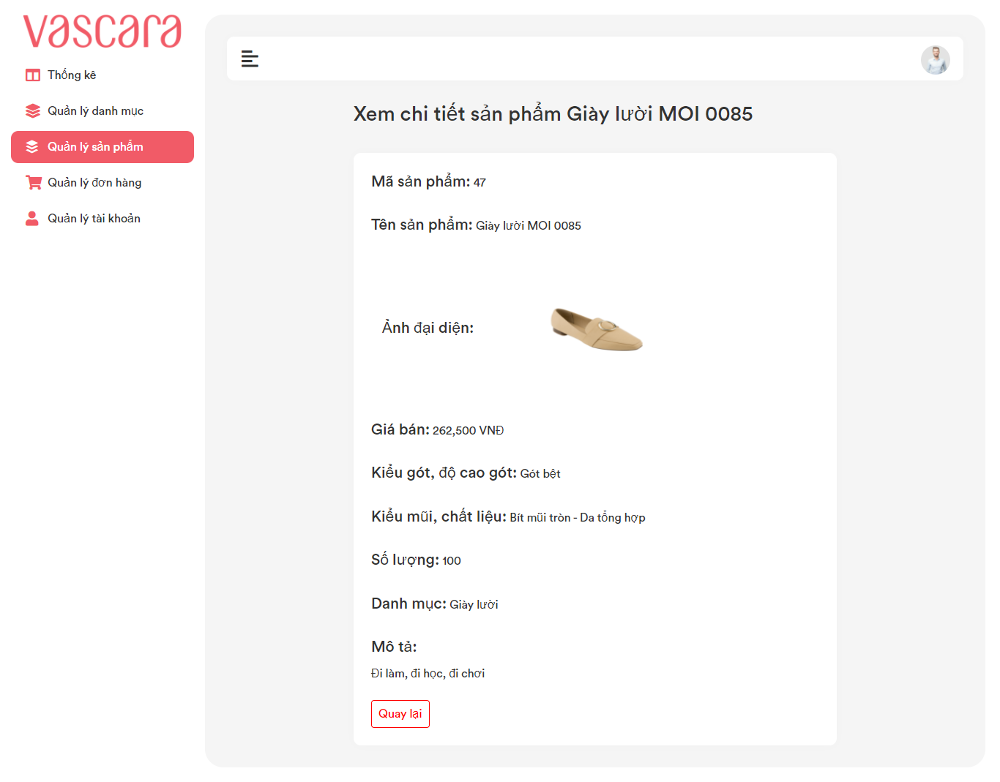 vascara
Thống kê
Quản lý danh mục
Quản lý sản phẩm
Quản lý đơn hàng
Quản lý tài khoản
Xem chi tiết sản phẩm Giày lười MOI 0085
Mã sản phẩm: 47
Tên sản phẩm: Giày lười MOI 0085
Ảnh đại diện:
Giá bán: 262,500 VNĐ
Kiểu gót, độ cao gót: Gót bệt
Kiểu mũi, chất liệu: Bít mũi tròn - Da tổng hợp
Số lượng: 100
Danh mục: Giày lười
Mô tả:
Đi làm, đi học, đi chơi
Quay lại